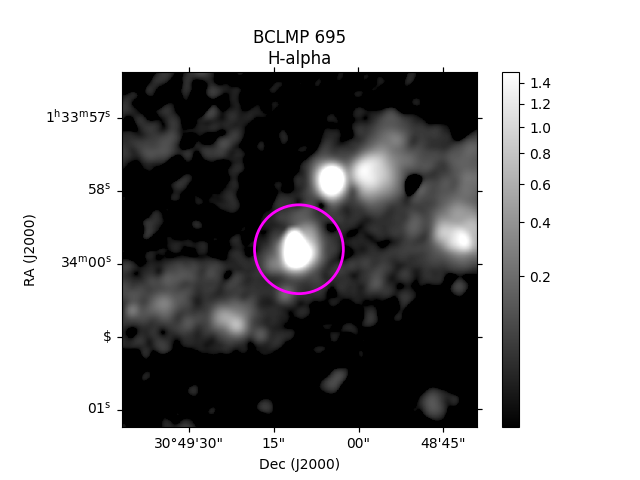 BCLMP 695
H-alpha
1h33m57s
58s
34m00s
$
01s
RA (J2000)
30°49'30"
15"
00"
48'45"
Dec (J2000)
1.4
1.2
1.0
0.8
0.6
0.4
0.2